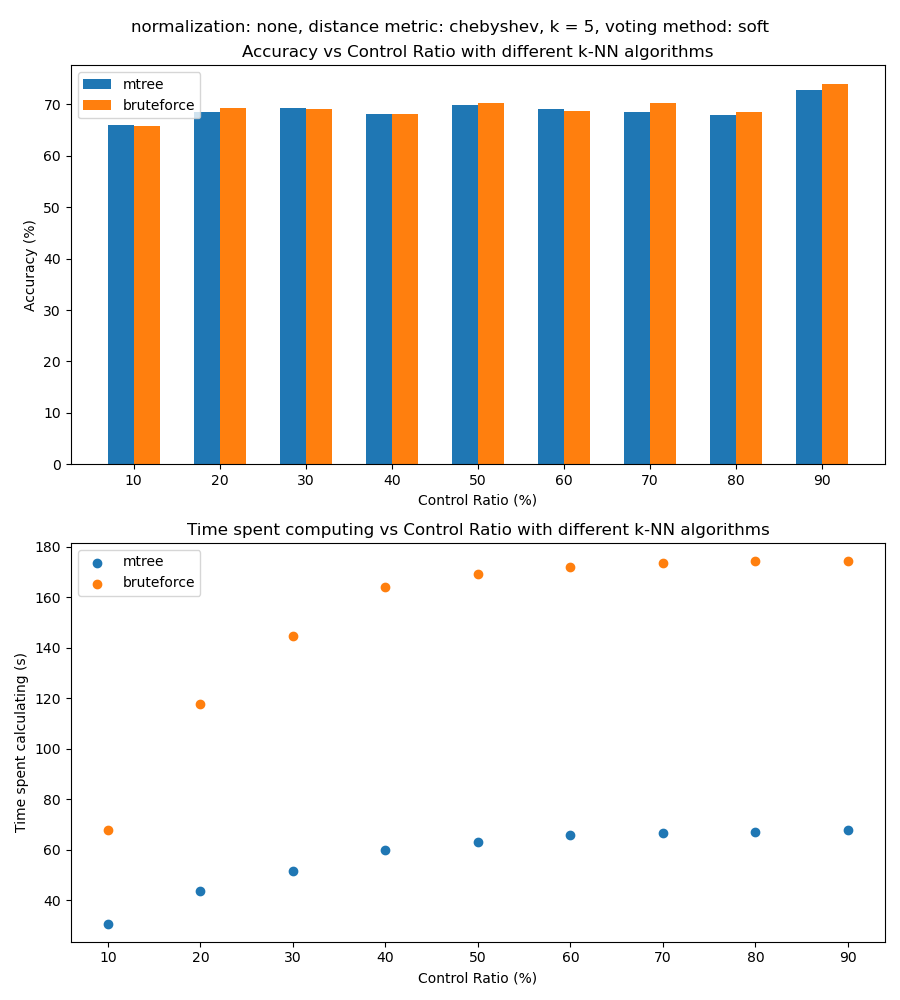 normalization: none, distance metric: chebyshev, k = 5, voting method: soft
Accuracy vs Control Ratio with different k-NN algorithms
mtree
bruteforce
Accuracy (%)
70
60
50
40
30
20
10
0
10 20 30 40 50 60 70 80 90
Control Ratio (%)
Time spent computing vs Control Ratio with different k-NN algorithms
mtree
bruteforce
Time spent calculating (s)
180
160
140
120
100
80
60
40
10 20 30 40 50 60 70 80 90
Control Ratio (%)